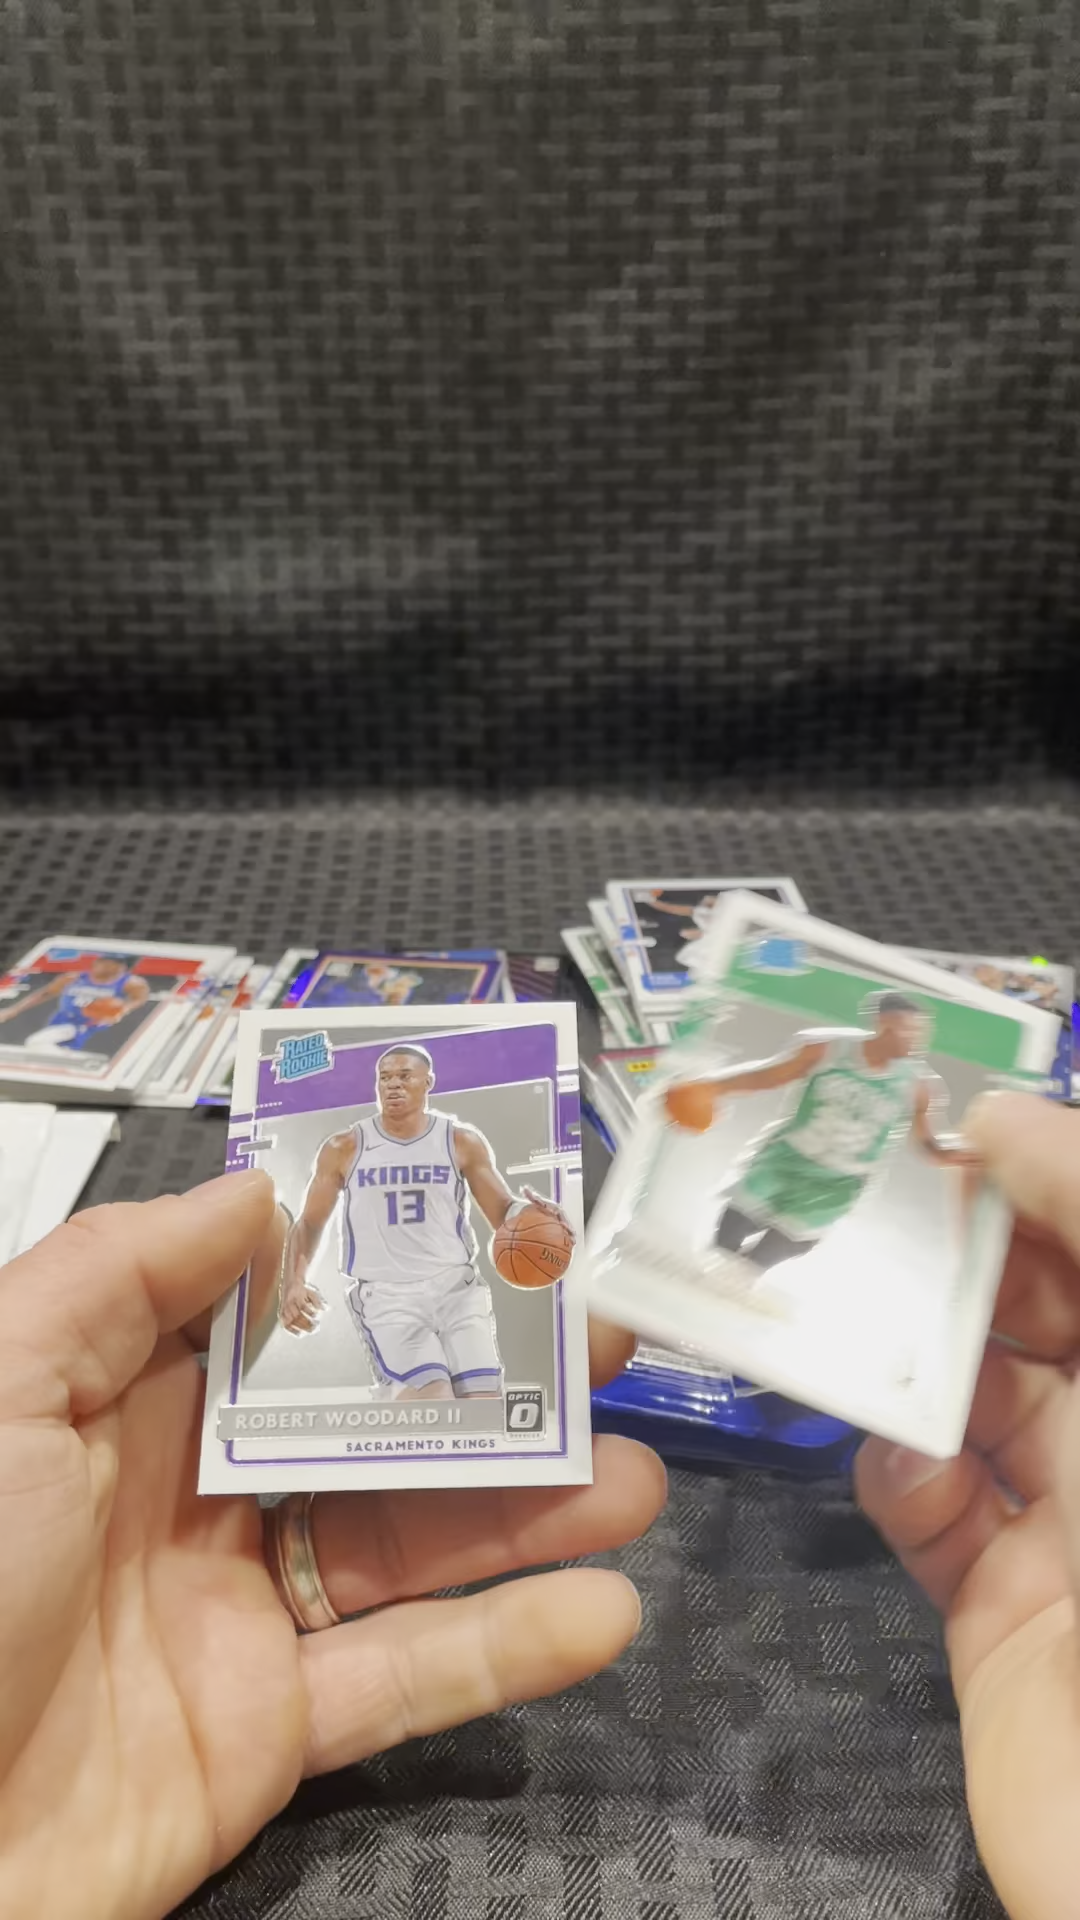 RATED
ROOKIE
KINGS
13
OPTIC
ROBERT WOODARD II
SACRAMENTO KINGS